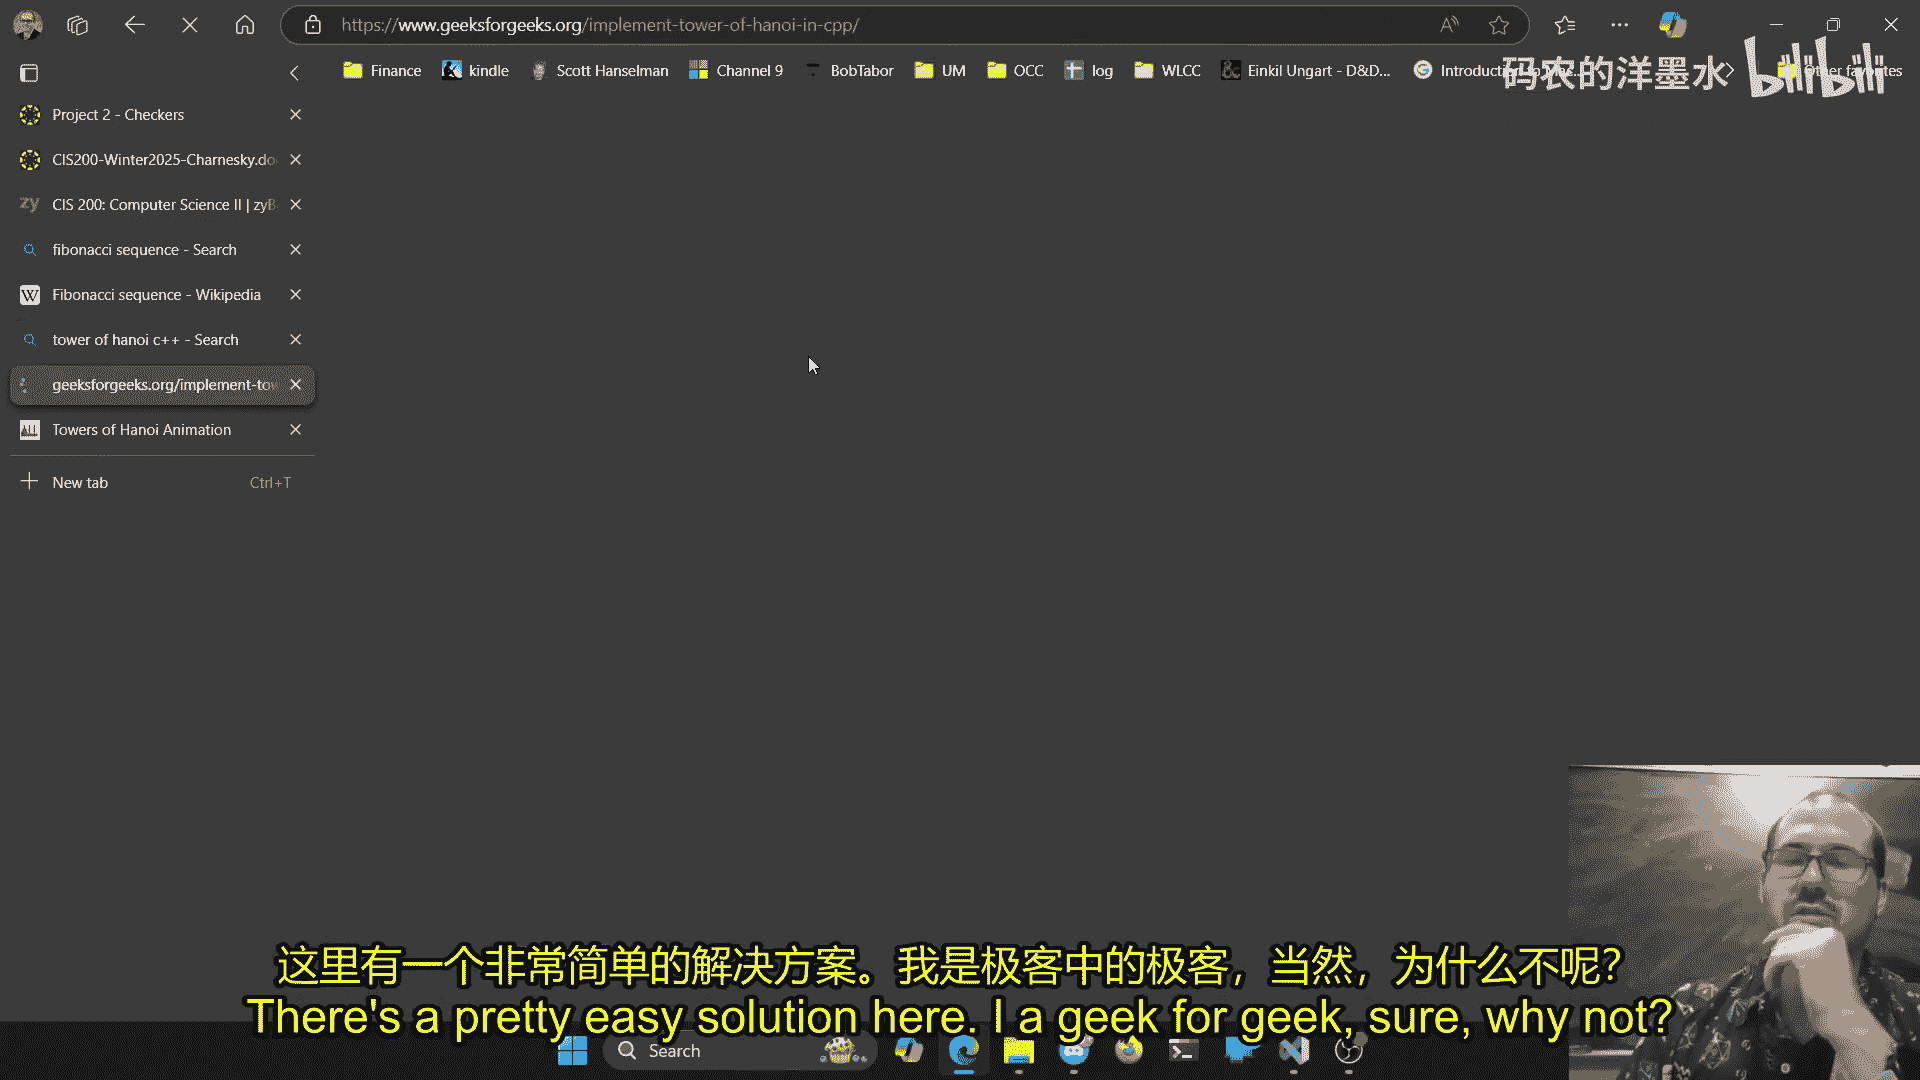 https://www.geeksforgeeks.org/implement-tower-of-hanoi-in-cpp/
Finance
kindle
Scott Hanselman
Channel 9
BobTabor
UM
OCC
log
WLCC
Einkil Ungart - D&D...
Other favorites
码农的洋墨水
bilibili
Project 2 - Checkers
CIS200-Winter2025-Charnesky.do
CIS 200: Computer Science II | zyB
fibonacci sequence - Search
Fibonacci sequence - Wikipedia
tower of hanoi c++ - Search
geeksforgeeks.org/implement-tow
Towers of Hanoi Animation
New tab
Ctrl+T
这里有一个非常简单的解决方案。我是极客中的极客，当然，为什么不呢？
There's a pretty easy solution here. I a geek for geek, sure, why not?
Search